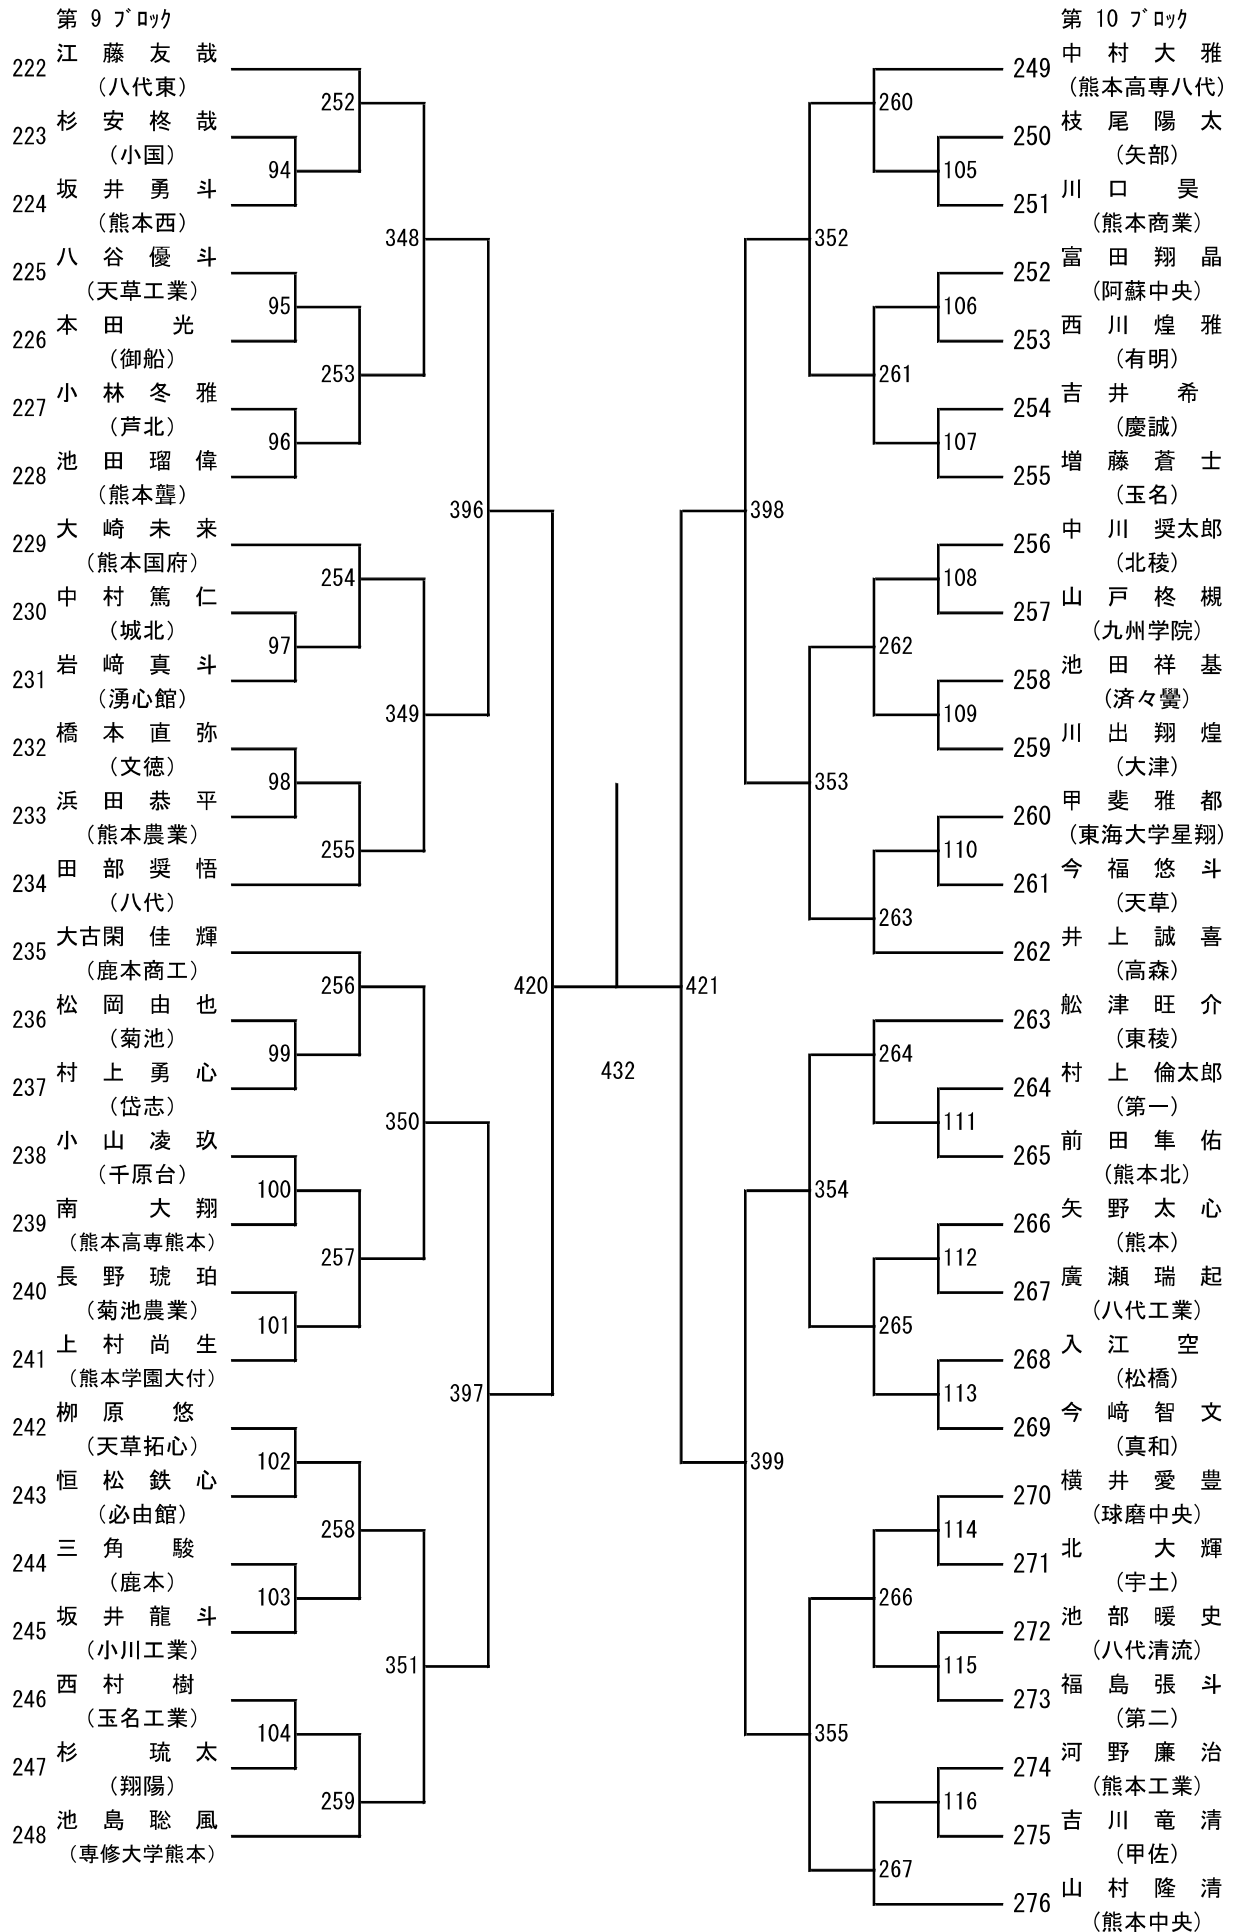 第 9 ブロック
222 江 藤 友 哉
(八代東)
252
223 杉 安 柊 哉
(小国)
94
224 坂 井 勇 斗
(熊本西)
348
225 八 谷 優 斗
(天草工業)
95
226 本 田 光
(御船)
253
227 小 林 冬 雅
(芦北)
96
228 池 田 瑠 偉
(熊本聾)
396
229 大 崎 未 来
(熊本国府)
254
230 中 村 篤 仁
(城北)
97
231 岩 﨑 真 斗
(湧心館)
349
232 橋 本 直 弥
(文徳)
98
233 浜 田 恭 平
(熊本農業)
255
234 田 部 奨 悟
(八代)
235 大古閑 佳 輝
(鹿本商工)
256
420
236 松 岡 由 也
(菊池)
99
237 村 上 勇 心
(岱志)
350
238 小 山 凌 玖
(千原台)
100
239 南 大 翔
(熊本高専熊本)
257
240 長 野 琥 珀
(菊池農業)
101
241 上 村 尚 生
(熊本学園大付)
397
242 栁 原 悠
(天草拓心)
102
243 恒 松 鉄 心
(必由館)
258
244 三 角 駿
(鹿本)
103
245 坂 井 龍 斗
(小川工業)
351
246 西 村 樹
(玉名工業)
104
247 杉 琉 太
(翔陽)
259
248 池 島 聡 風
(専修大学熊本)
432
第 10 ブロック
249 中 村 大 雅
(熊本高専八代)
260
250 枝 尾 陽 太
(矢部)
105
251 川 口 昊
(熊本商業)
352
252 富 田 翔 晶
(阿蘇中央)
106
253 西 川 煌 雅
(有明)
261
254 吉 井 希
(慶誠)
107
255 増 藤 蒼 士
(玉名)
398
256 中 川 奨太郎
(北稜)
108
257 山 戸 柊 槻
(九州学院)
262
258 池 田 祥 基
(済々黌)
109
259 川 出 翔 煌
(大津)
353
260 甲 斐 雅 都
(東海大学星翔)
110
261 今 福 悠 斗
(天草)
263
262 井 上 誠 喜
(高森)
421
263 舩 津 旺 介
(東稜)
264
264 村 上 倫太郎
(第一)
111
265 前 田 隼 佑
(熊本北)
354
266 矢 野 太 心
(熊本)
112
267 廣 瀬 瑞 起
(八代工業)
265
268 入 江 空
(松橋)
113
269 今 﨑 智 文
(真和)
399
270 横 井 愛 豊
(球磨中央)
114
271 北 大 輝
(宇土)
266
272 池 部 暖 史
(八代清流)
115
273 福 島 張 斗
(第二)
355
274 河 野 廉 治
(熊本工業)
116
275 吉 川 竜 清
(甲佐)
267
276 山 村 隆 清
(熊本中央)